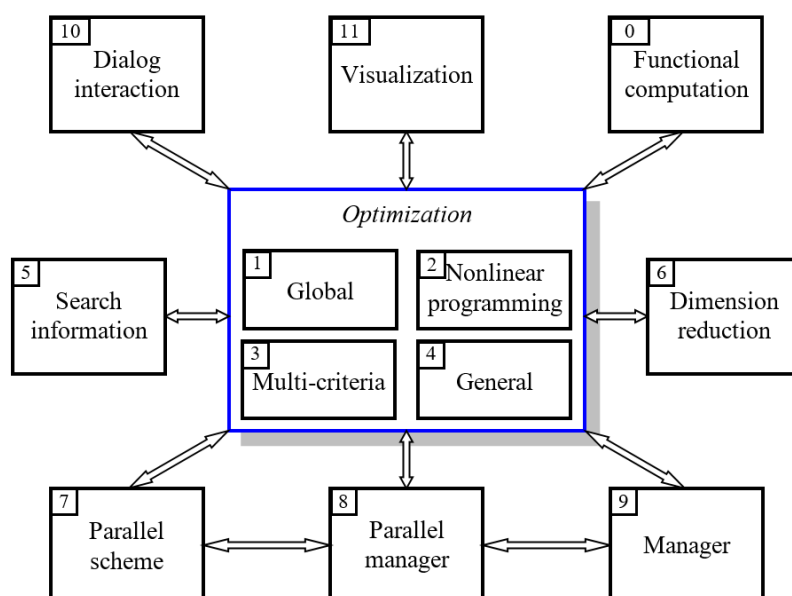 10
Dialog
interaction
11
Visualization
0
Functional
computation
Optimization
1
Global
2
Nonlinear
programming
3
Multi-criteria
4
General
5
Search
information
6
Dimension
reduction
7
Parallel
scheme
8
Parallel
manager
9
Manager